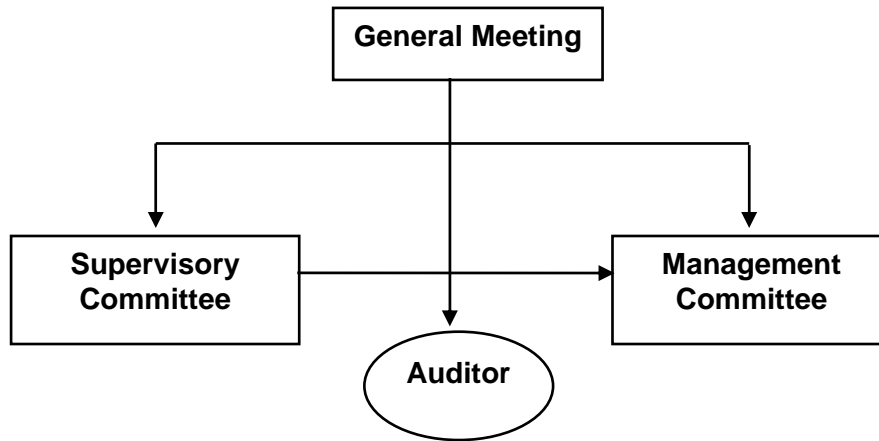 General Meeting
Supervisory
Committee
Management
Committee
Auditor